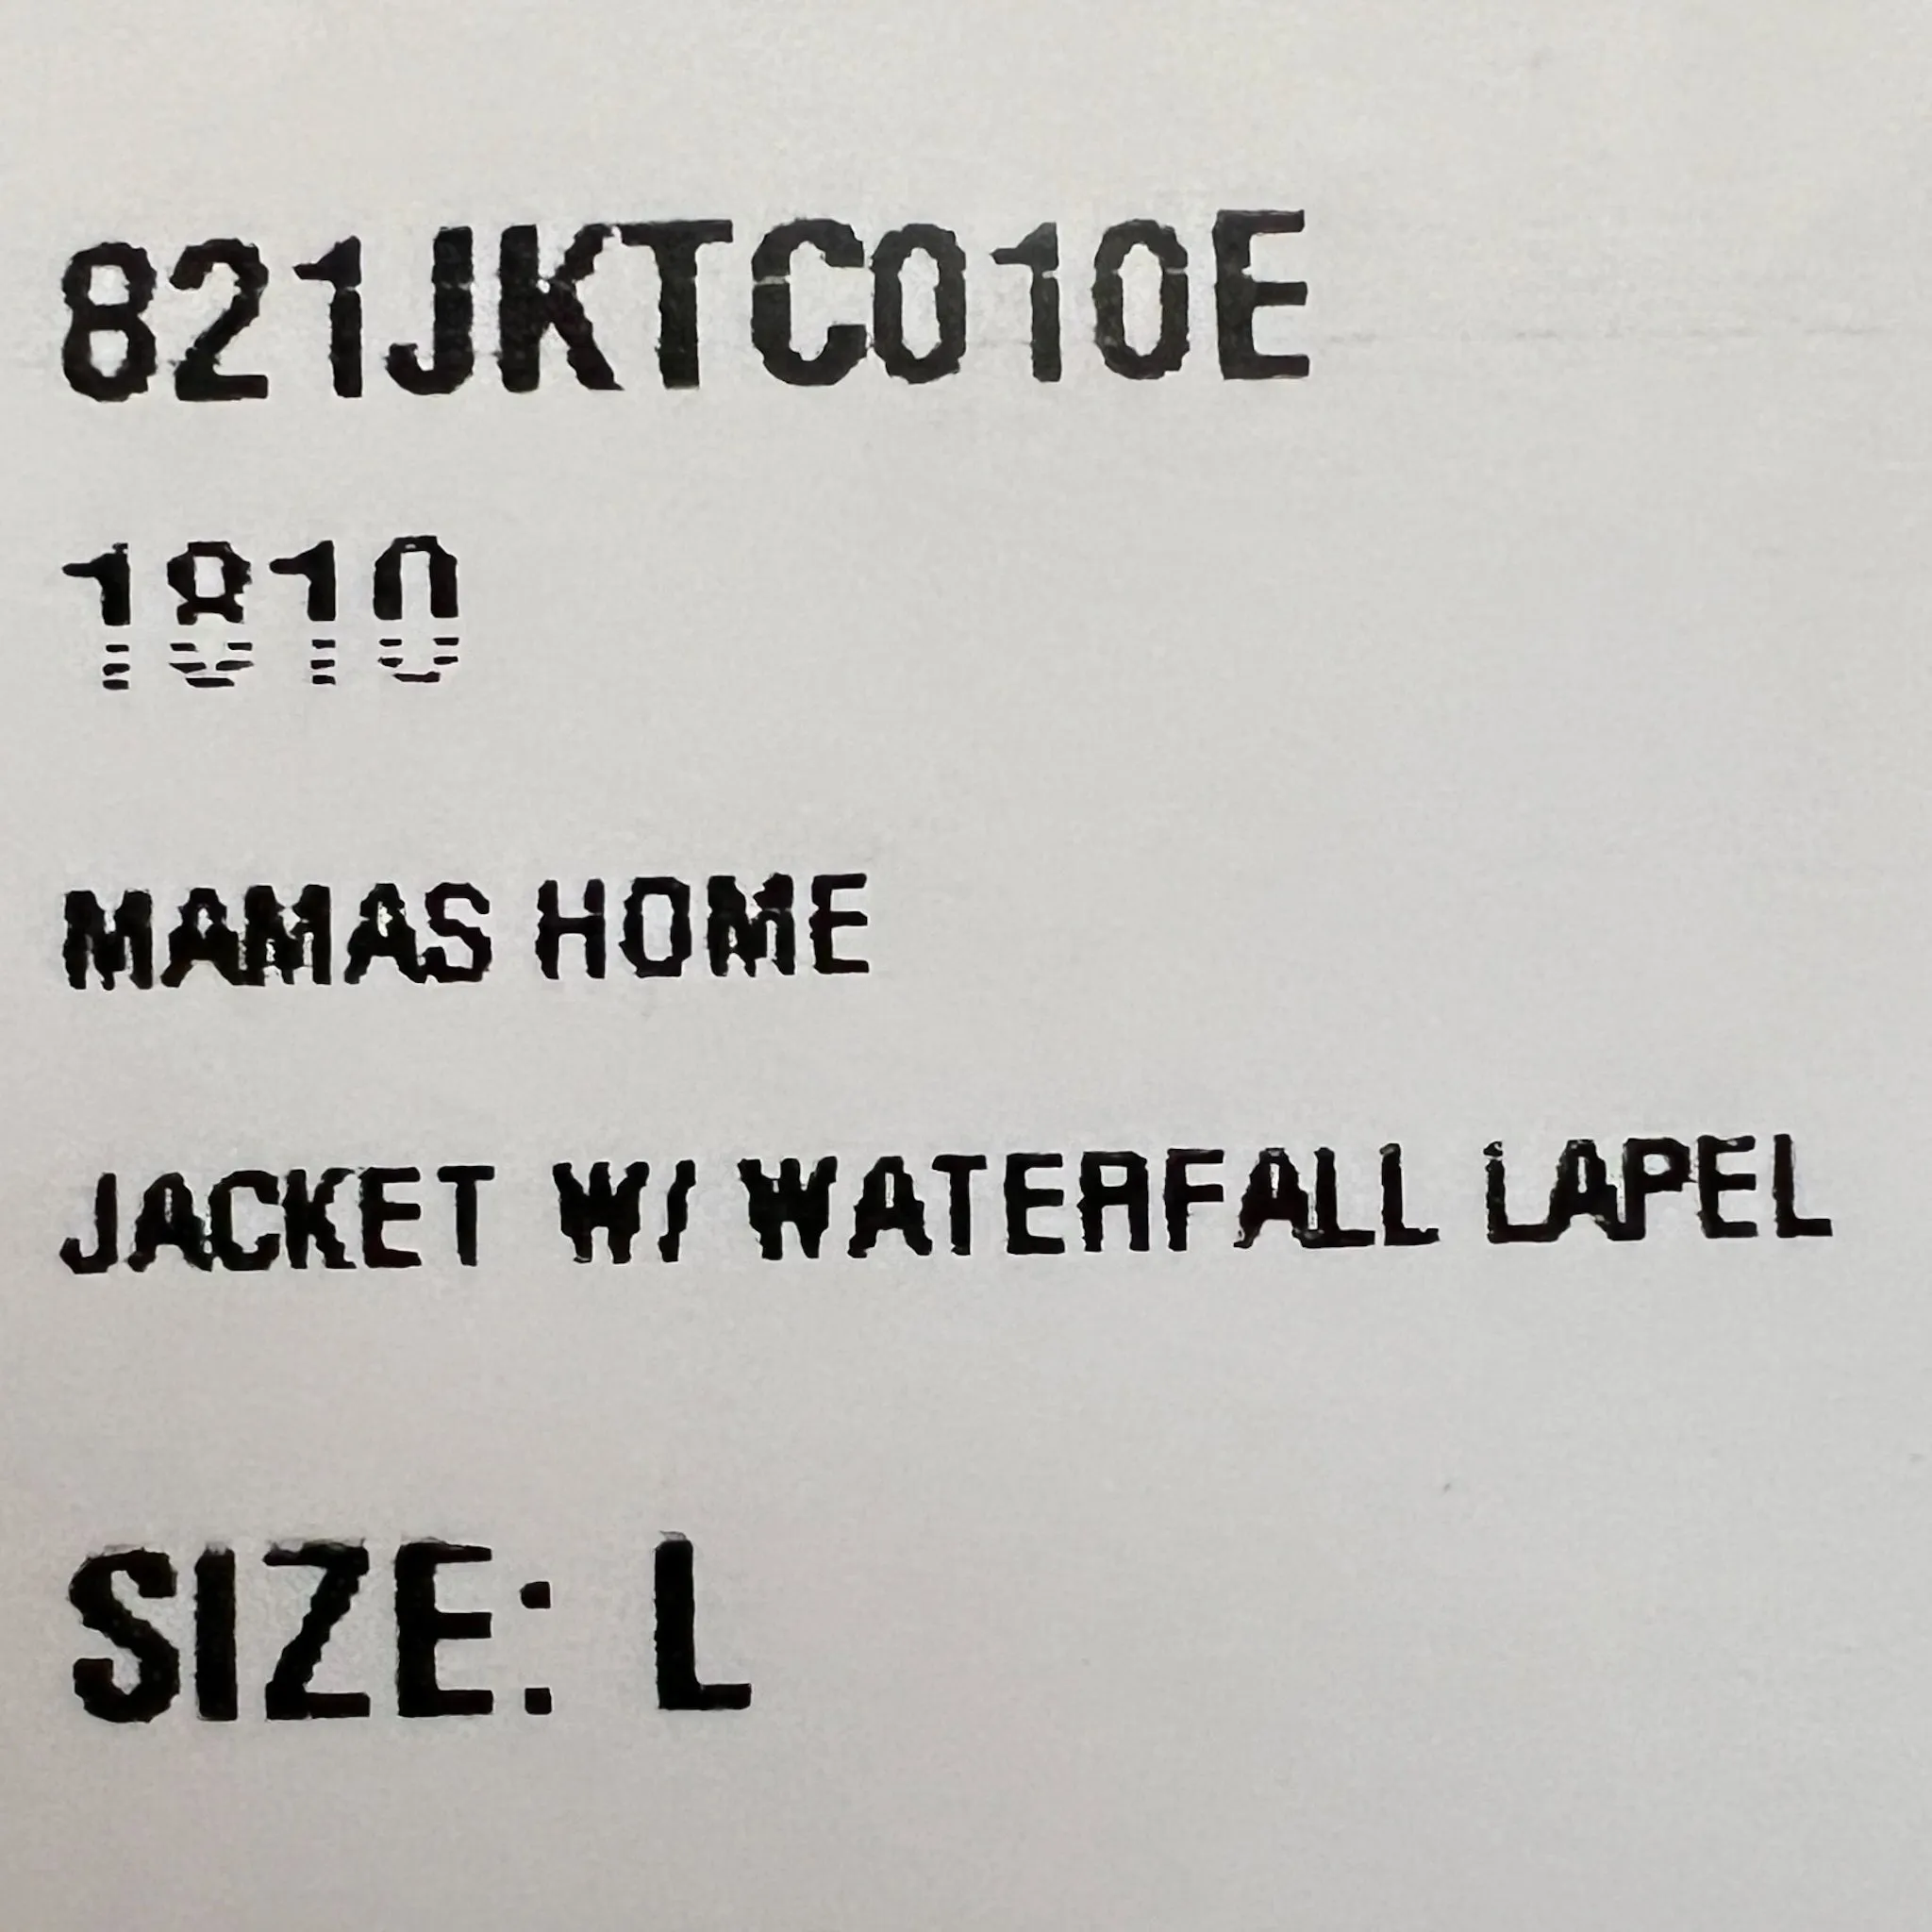 821JKTC010E
1810
MAMAS HOME
JACKET W/ WATERFALL LAPEL
SIZE: L